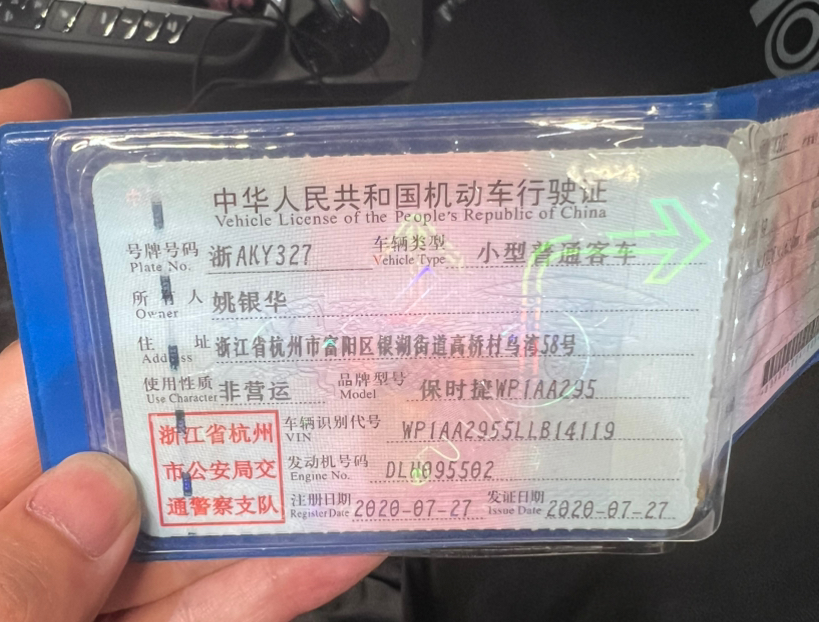 中华人民共和国机动车行驶证
Vehicle License of the People's Republic of China
号牌号码 浙AKY327 车辆类型 小型普通客车
Plate No. Vehicle Type
所有人 姚银华
Owner
住址 浙江省杭州市富阳区银湖街道高桥村鸟湾58号
Address
使用性质 非营运 品牌型号 保时捷WP1AA295
Use Character Model
浙江省杭州
市公安局交
通警察支队
车辆识别代号 WP1AA2955LLB14119
VIN
发动机号码 DLH095502
Engine No.
注册日期 2020-07-27 发证日期 2020-07-27
Register Date Issue Date